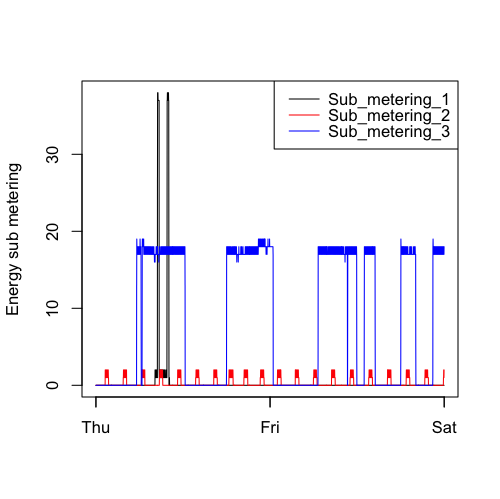 Sub_metering_1
Sub_metering_2
Sub_metering_3
Energy sub metering
30
20
10
0
Thu Fri Sat